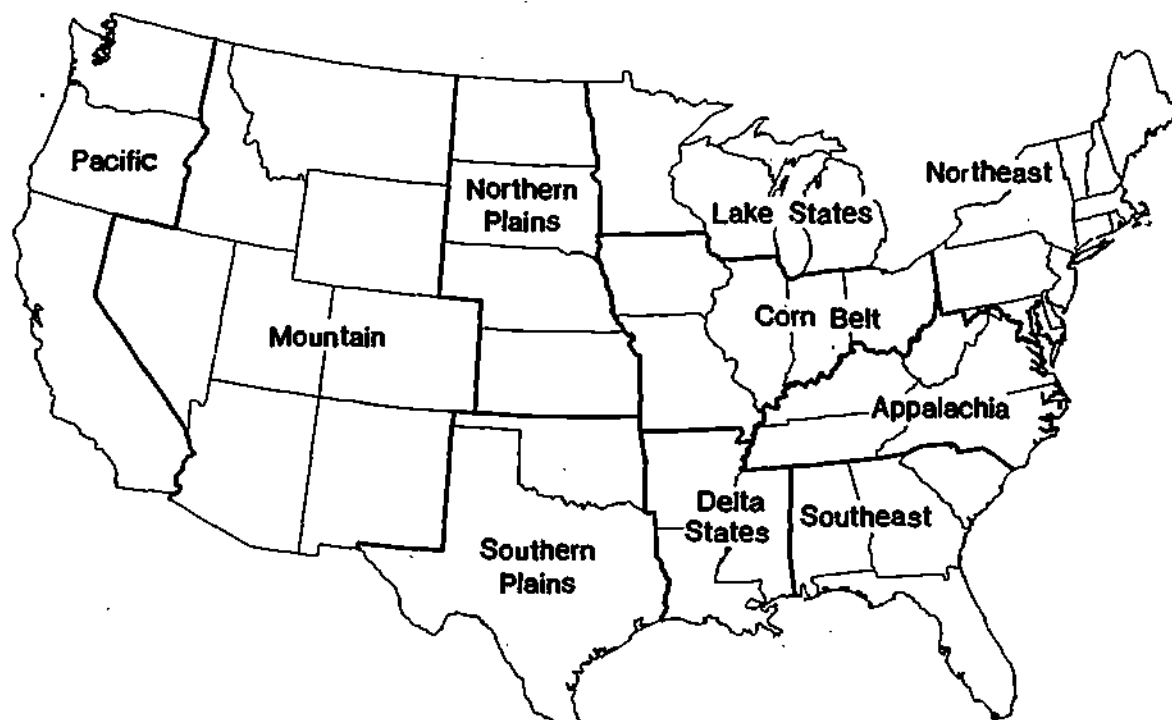 Pacific
Northern
Plains
Lake States
Northeast
Mountain
Corn Belt
Appalachia
Delta
States
Southeast
Southern
Plains